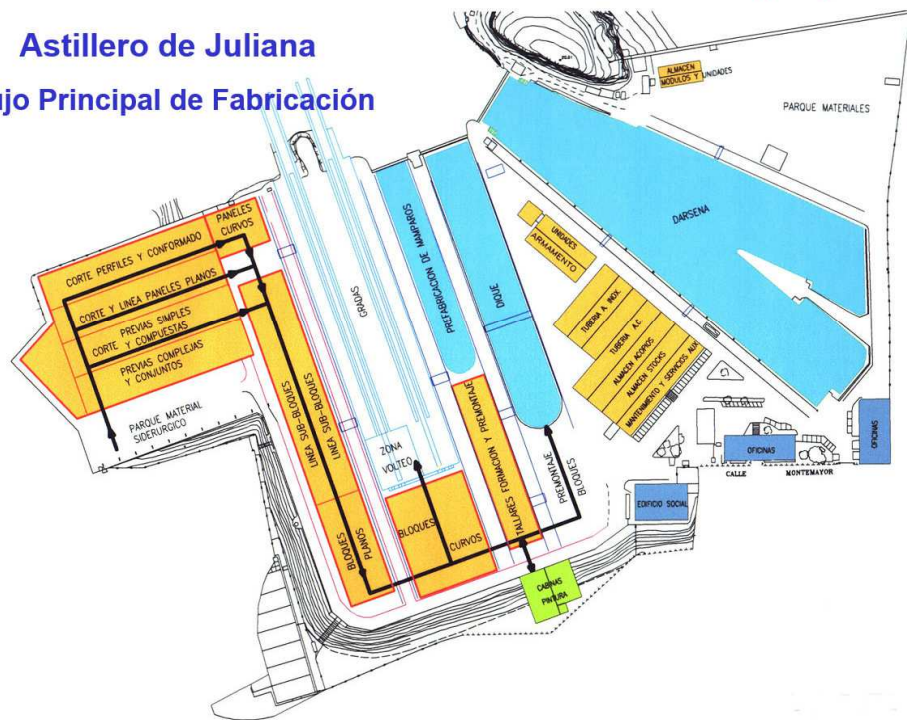 Astillero de Juliana
ujo Principal de Fabricación
ALMACEN
MODULOS Y UNIDADES
PARQUE MATERIALES
PANELES
CURVOS
CORTE PERFILES Y CONFORMADO
CORTE Y LINEA PANELES PLANOS
PREVIAS SIMPLES
CORTE Y COMPUESTAS
PREVIAS COMPLEJAS
Y CONJUNTOS
PARQUE MATERIAL
SIDERURGICO
LINEA SUB-BLOQUES
LINEA SUB-BLOQUES
BLOQUES
PLANOS
GRADAS
PREFABRICACION DE MAMPAROS
DIQUE
DARSENA
UNIDADES
ARMAMENTO
TUBERIA A. INOX.
TUBERIA A.C.
ALMACEN ACOPIOS
ALMACEN STOCKS
MANTENIMIENTO Y SERVICIOS AUX.
ZONA
VOLTEO
BLOQUES
CURVOS
TALLARES FORMACION Y PREMONTAJE
PREMONTAJE
BLOQUES
CABINAS
PINTURA
EDIFICIO SOCIAL
OFICINAS
OFICINAS
CALLE MONTEMAYOR